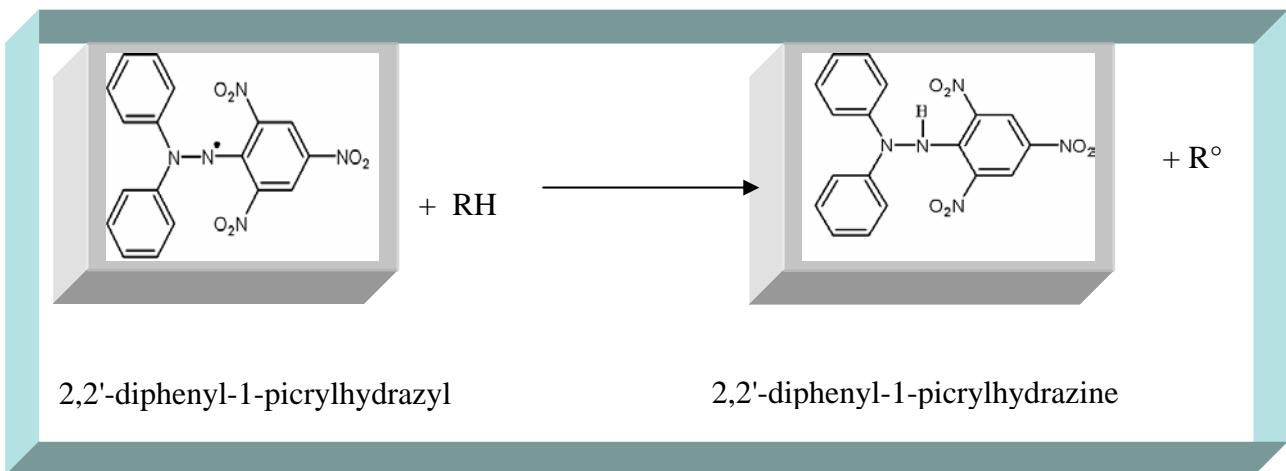 O₂N
N
N•
NO₂
O₂N
+ RH
O₂N
H
N
N
NO₂
O₂N
+ R°
2,2'-diphenyl-1-picrylhydrazyl
2,2'-diphenyl-1-picrylhydrazine